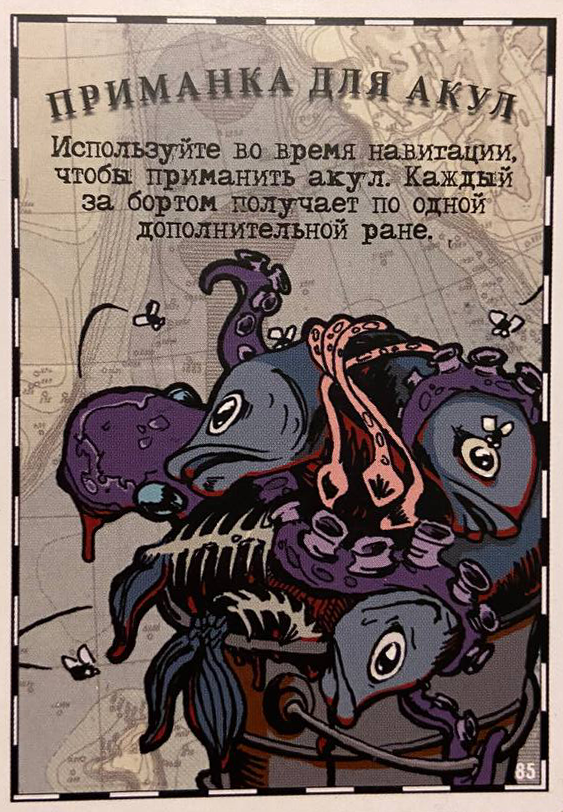 ПРИМАНКА ДЛЯ АКУЛ
Используйте во время навигации,
чтобы приманить акул. Каждый
за бортом получает по одной
дополнительной ране.
85